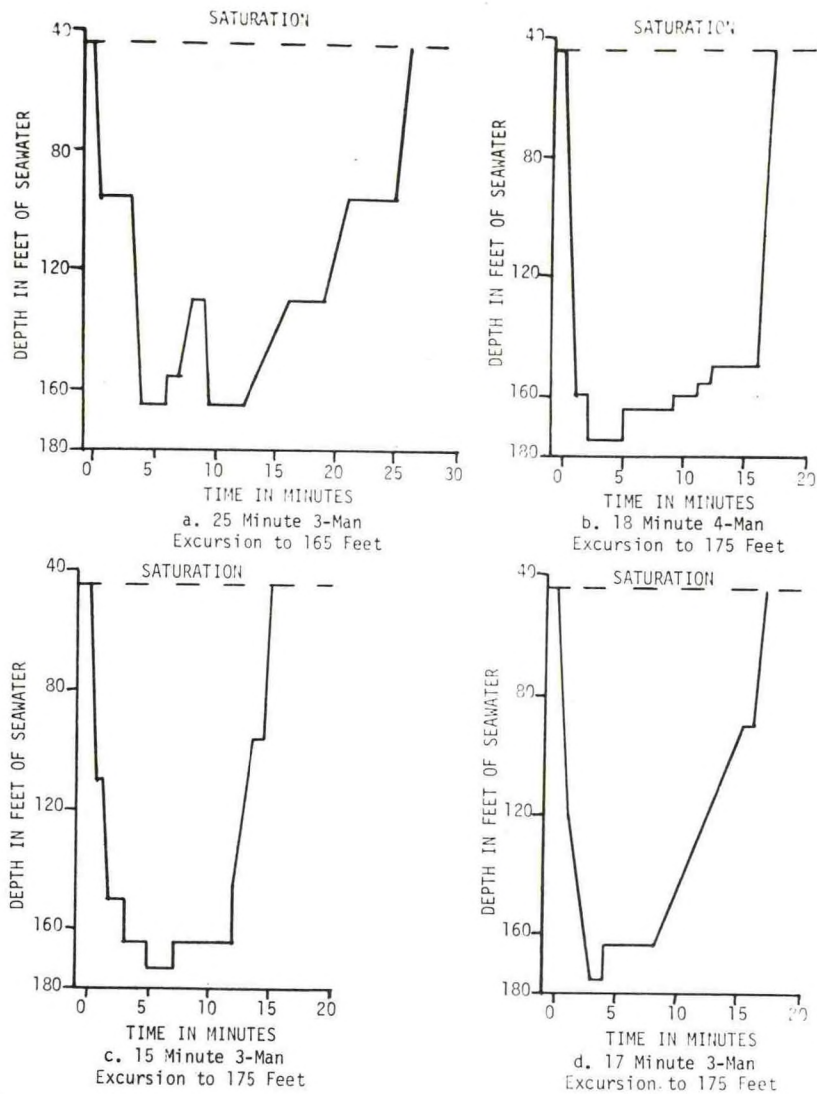 SATURATION
40
80
120
160
180
DEPTH IN FEET OF SEAWATER
0 5 10 15 20 25 30
TIME IN MINUTES
a. 25 Minute 3-Man
Excursion to 165 Feet
SATURATION
40
80
120
160
180
DEPTH IN FEET OF SEAWATER
0 5 10 15 20
TIME IN MINUTES
b. 18 Minute 4-Man
Excursion to 175 Feet
SATURATION
40
80
120
160
180
DEPTH IN FEET OF SEAWATER
0 5 10 15 20
TIME IN MINUTES
c. 15 Minute 3-Man
Excursion to 175 Feet
SATURATION
40
80
120
160
180
DEPTH IN FEET OF SEAWATER
0 5 10 15 20
TIME IN MINUTES
d. 17 Minute 3-Man
Excursion to 175 Feet